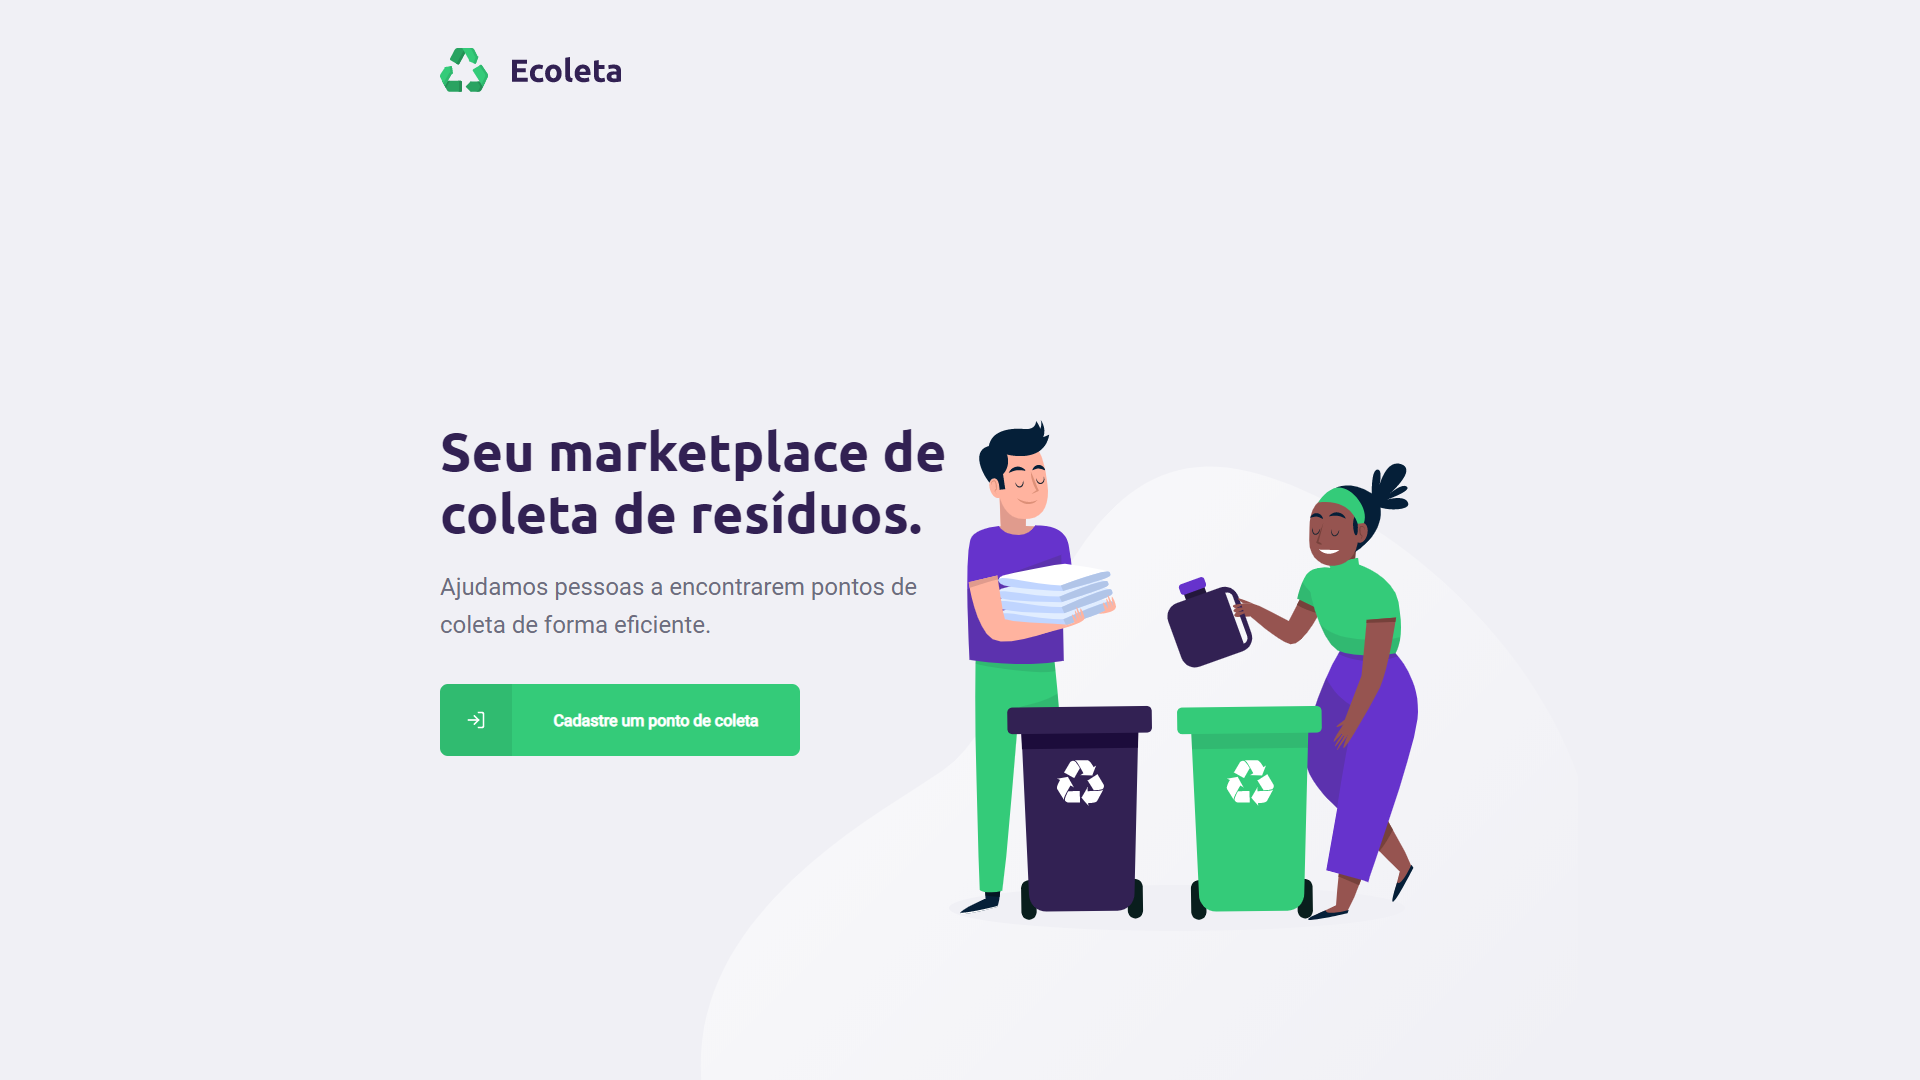 Ecoleta
Seu marketplace de
coleta de resíduos.
Ajudamos pessoas a encontrarem pontos de
coleta de forma eficiente.
Cadastre um ponto de coleta